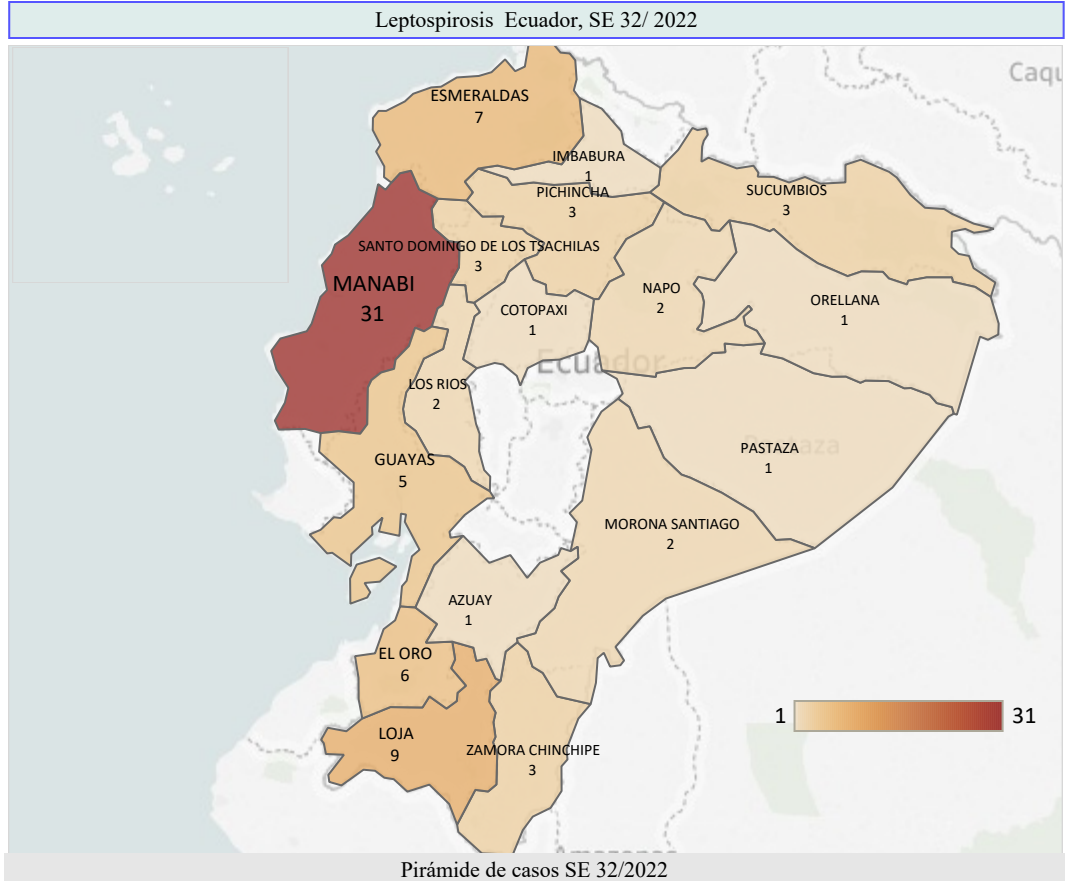 Leptospirosis Ecuador, SE 32/ 2022
Caqu
ESMERALDAS
7
IMBABURA
1
PICHINCHA
3
SUCUMBIOS
3
SANTO DOMINGO DE LOS TSACHILAS
3
MANABI
31
NAPO
2
ORELLANA
1
COTOPAXI
1
Ecuador
LOS RIOS
2
PASTAZA
1
Pastaza
GUAYAS
5
MORONA SANTIAGO
2
AZUAY
1
EL ORO
6
1
31
LOJA
9
ZAMORA CHINCHIPE
3
Pirámide de casos SE 32/2022